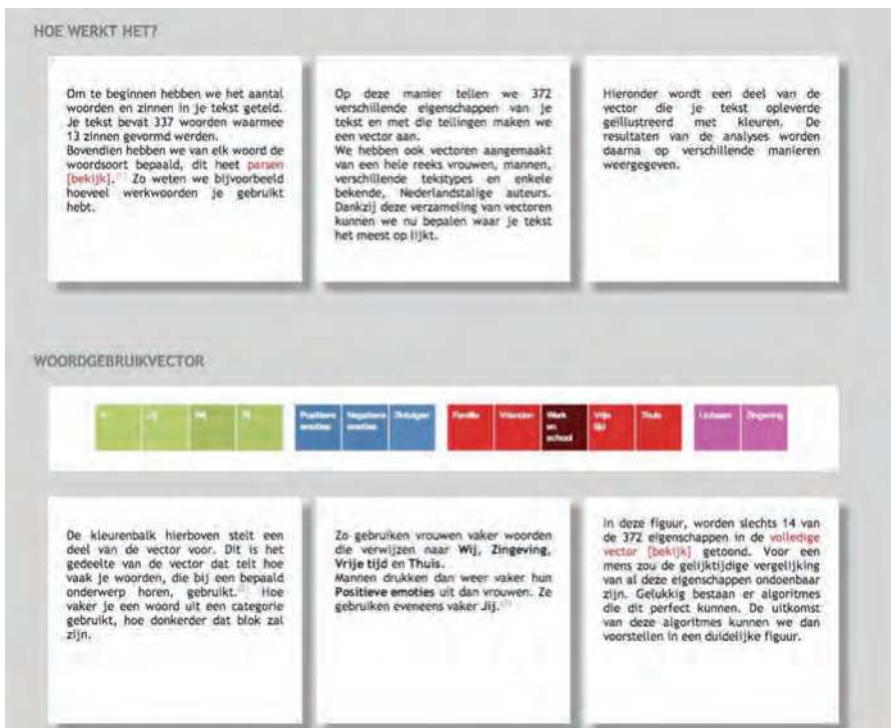 HOE WERKT HET?
Om te beginnen hebben we het aantal
woorden en zinnen in je tekst geteld.
Je tekst bevat 337 woorden waarmee
13 zinnen gevormd werden.
Bovendien hebben we van elk woord de
woordsoort bepaald, dit heet parsen
[bekijk]. Zo weten we bijvoorbeeld
hoeveel werkwoorden je gebruikt
hebt.
Op deze manier tellen we 372
verschillende eigenschappen van je
tekst en met die tellingen maken we
een vector aan.
We hebben ook vectoren aangemaakt
van een hele reeks vrouwen, mannen,
verschillende tekstypes en enkele
bekende, Nederlandstalige auteurs.
Dankzij deze verzameling van vectoren
kunnen we nu bepalen waar je tekst
het meest op lijkt.
Hieronder wordt een deel van de
vector die je tekst opleverde
geïllustreerd met kleuren. De
resultaten van de analyses worden
daarna op verschillende manieren
weergegeven.
WOORDGEBRUIKVECTOR
Jij Wij Positieve emoties Negatieve emoties Zintuigen Familie Vrienden Werk en school Vrije tijd Thuis Lichaam Zingeving
De kleurenbalk hierboven stelt een
deel van de vector voor. Dit is het
gedeelte van de vector dat telt hoe
vaak je woorden, die bij een bepaald
onderwerp horen, gebruikt. Hoe
vaker je een woord uit een categorie
gebruikt, hoe donkerder dat blok zal
zijn.
Zo gebruiken vrouwen vaker woorden
die verwijzen naar Wij, Zingeving,
Vrije tijd en Thuis.
Mannen drukken dan weer vaker hun
Positieve emoties uit dan vrouwen. Ze
gebruiken eveneens vaker Jij.
In deze figuur, worden slechts 14 van
de 372 eigenschappen in de volledige
vector [bekijk] getoond. Voor een
mens zou de gelijktijdige vergelijking
van al deze eigenschappen ondoenbaar
zijn. Gelukkig bestaan er algoritmes
die dit perfect kunnen. De uitkomst
van deze algoritmes kunnen we dan
voorstellen in een duidelijke figuur.